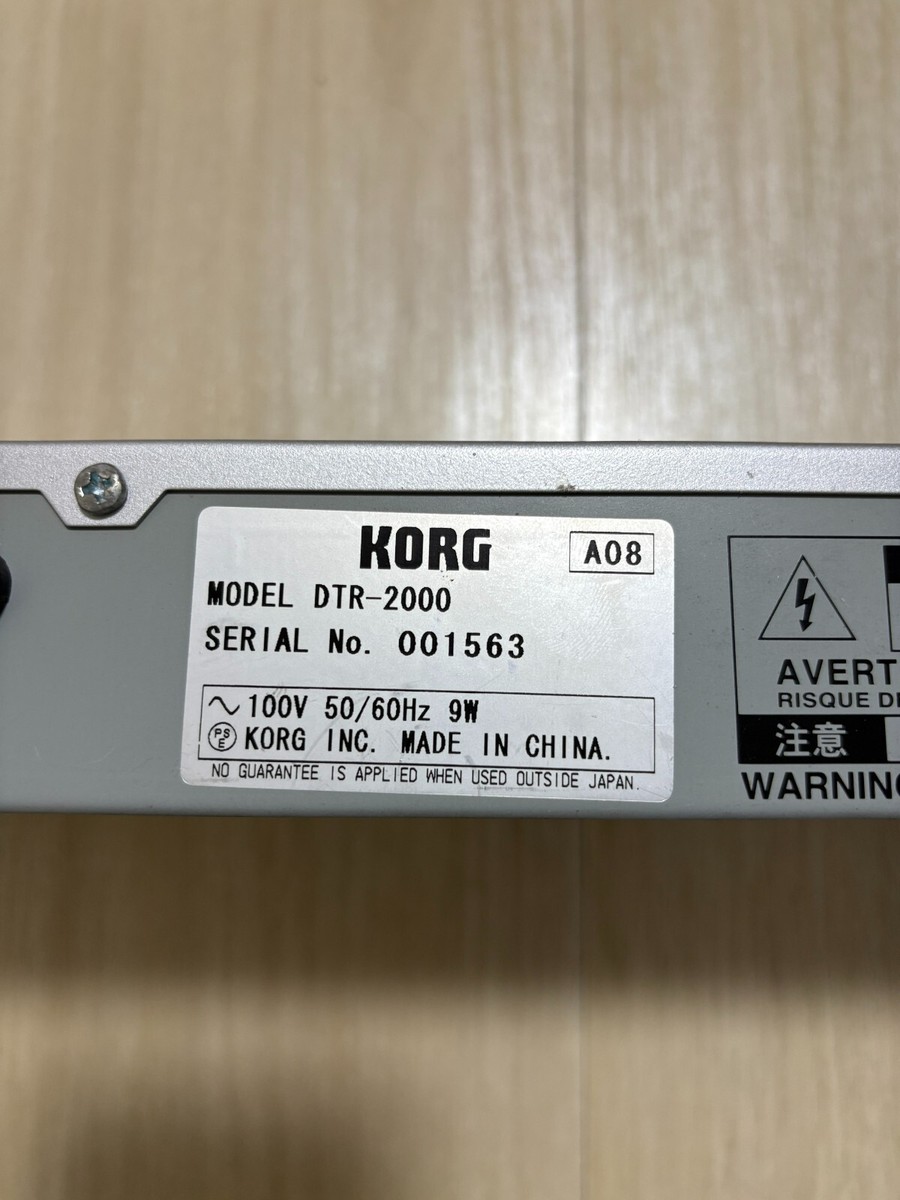 KORG
A08
MODEL DTR-2000
SERIAL No. 001563
100V 50/60Hz 9W
PS
E
KORG INC. MADE IN CHINA.
NO GUARANTEE IS APPLIED WHEN USED OUTSIDE JAPAN.
AVERT
RISQUE
注意
WARNING